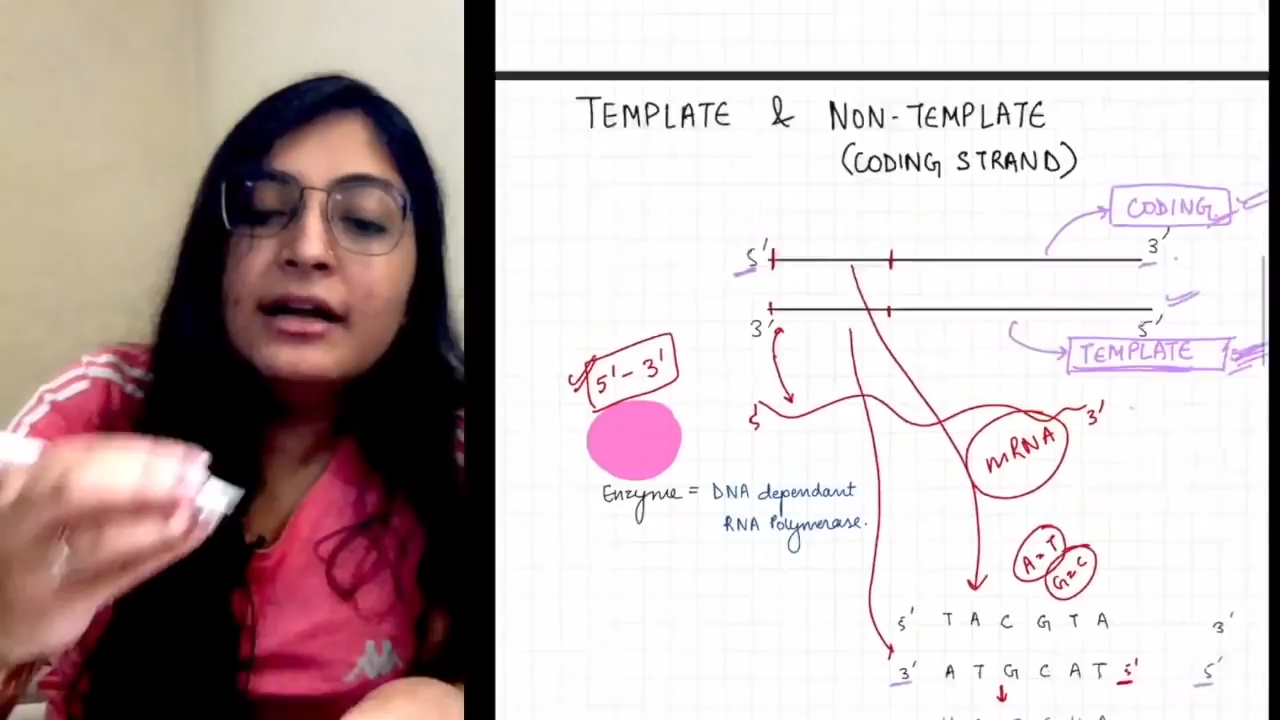 TEMPLATE & NON-TEMPLATE
(CODING STRAND)
CODING
5' 3'
3' 5'
TEMPLATE
5'-3'
5' 3'
mRNA
Enzyme = DNA dependant
RNA Polymerase.
A=T
G≡C
5' T A C G T A 3'
3' A T G C A T 5' 5'